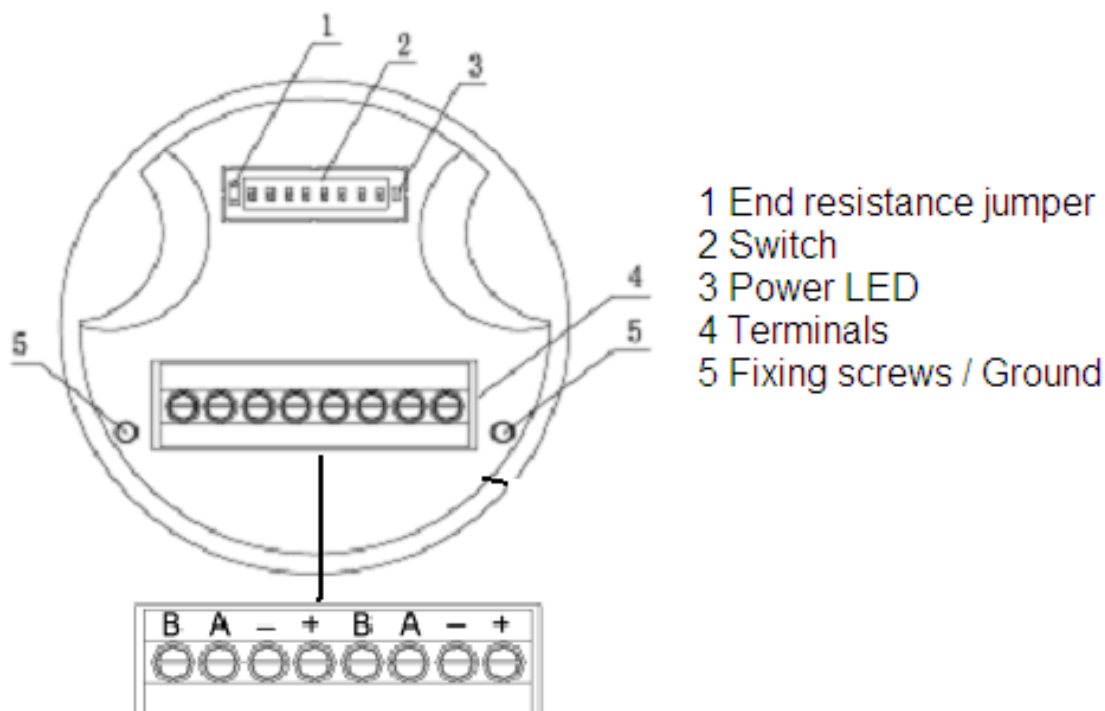 1
2
3
4
5
5
1 End resistance jumper
2 Switch
3 Power LED
4 Terminals
5 Fixing screws / Ground
B A – + B A – +